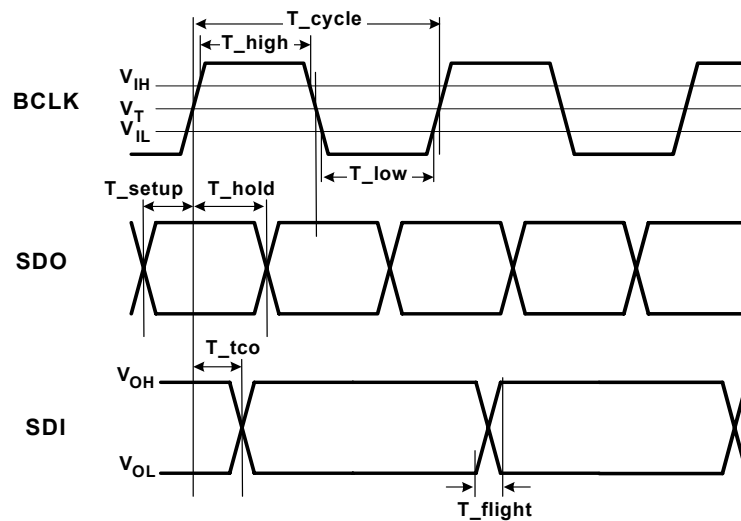 T_cycle
T_high
V_IH
BCLK
V_T
V_IL
T_low
T_setup
T_hold
SDO
T_tco
V_OH
SDI
V_OL
T_flight